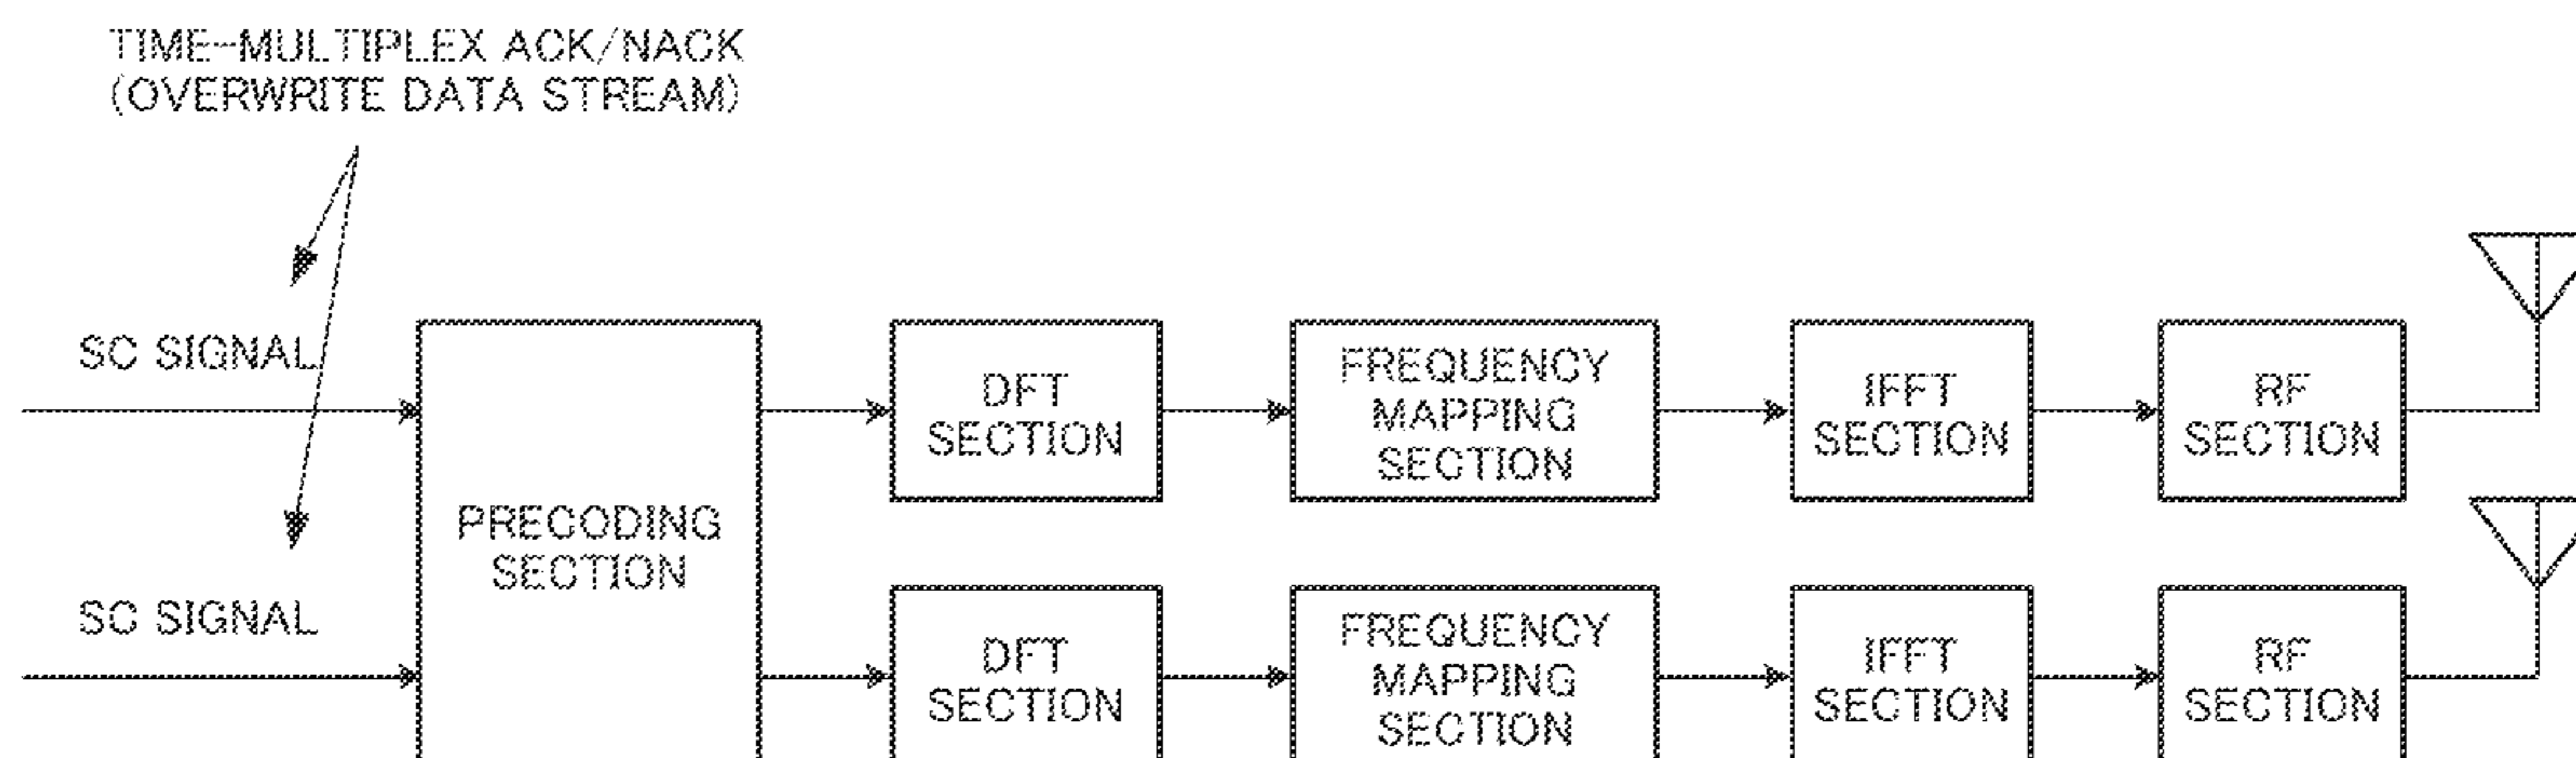 TIME-MULTIPLEX ACK/NACK
(OVERWRITE DATA STREAM)
SC SIGNAL
SC SIGNAL
PRECODING
SECTION
DFT
SECTION
FREQUENCY
MAPPING
SECTION
IFFT
SECTION
RF
SECTION
DFT
SECTION
FREQUENCY
MAPPING
SECTION
IFFT
SECTION
RF
SECTION